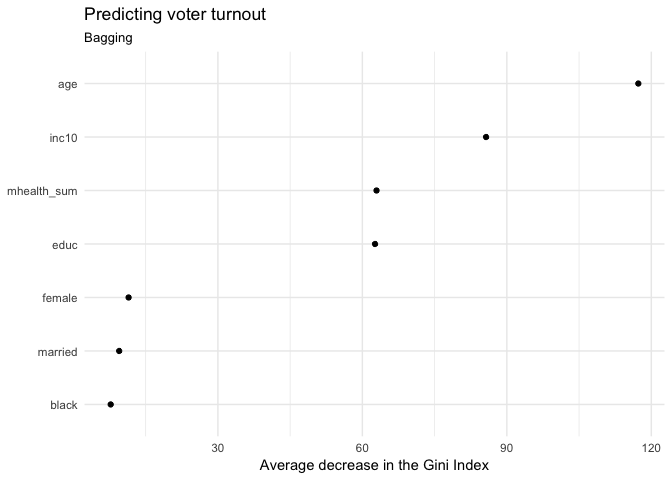 Predicting voter turnout
Bagging
age
inc10
mhealth_sum
educ
female
married
black
30 60 90 120
Average decrease in the Gini Index